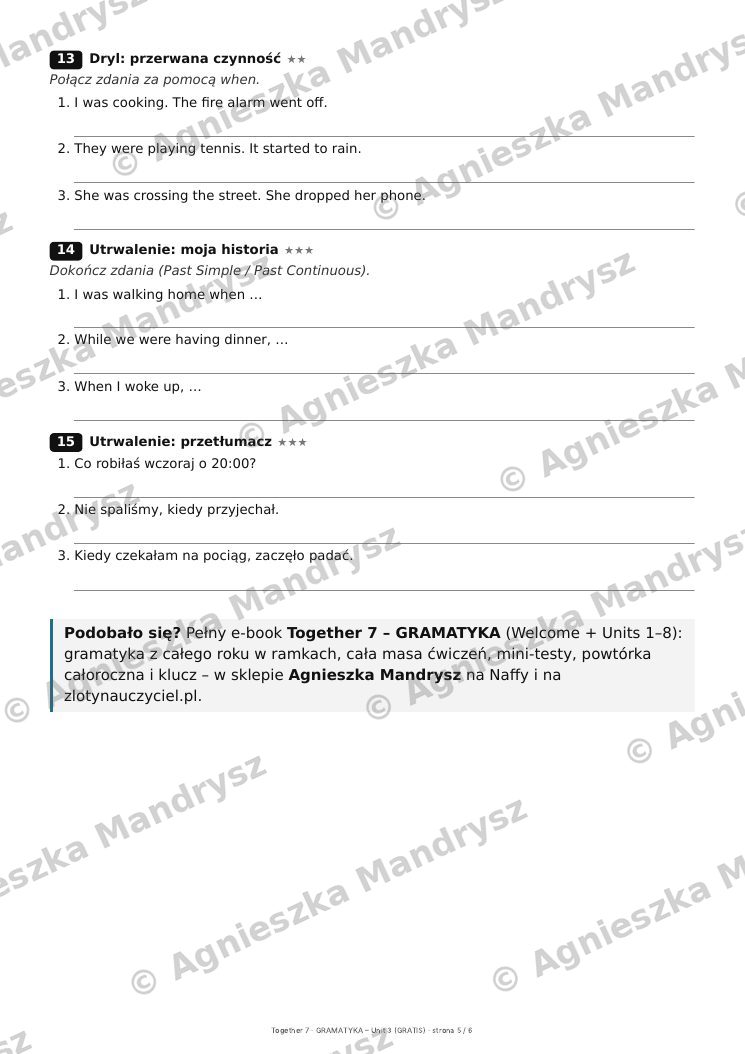 13 Dryl: przerwana czynność ★★
Połącz zdania za pomocą when.
1. I was cooking. The fire alarm went off.
2. They were playing tennis. It started to rain.
3. She was crossing the street. She dropped her phone.
14 Utrwalenie: moja historia ★★★
Dokończ zdania (Past Simple / Past Continuous).
1. I was walking home when …
2. While we were having dinner, …
3. When I woke up, …
15 Utrwalenie: przetłumacz ★★★
1. Co robiłaś wczoraj o 20:00?
2. Nie spaliśmy, kiedy przyjechał.
3. Kiedy czekałam na pociąg, zaczęło padać.
Podobało się? Pełny e-book Together 7 – GRAMATYKA (Welcome + Units 1–8):
gramatyka z całego roku w ramkach, cała masa ćwiczeń, mini-testy, powtórka
całoroczna i klucz – w sklepie Agnieszka Mandrysz na Naffy i na
zlotynauczyciel.pl.
Together 7 - GRAMATYKA – Unit 3 (GRATIS) - strona 5 / 6
© Agnieszka Mandrysz